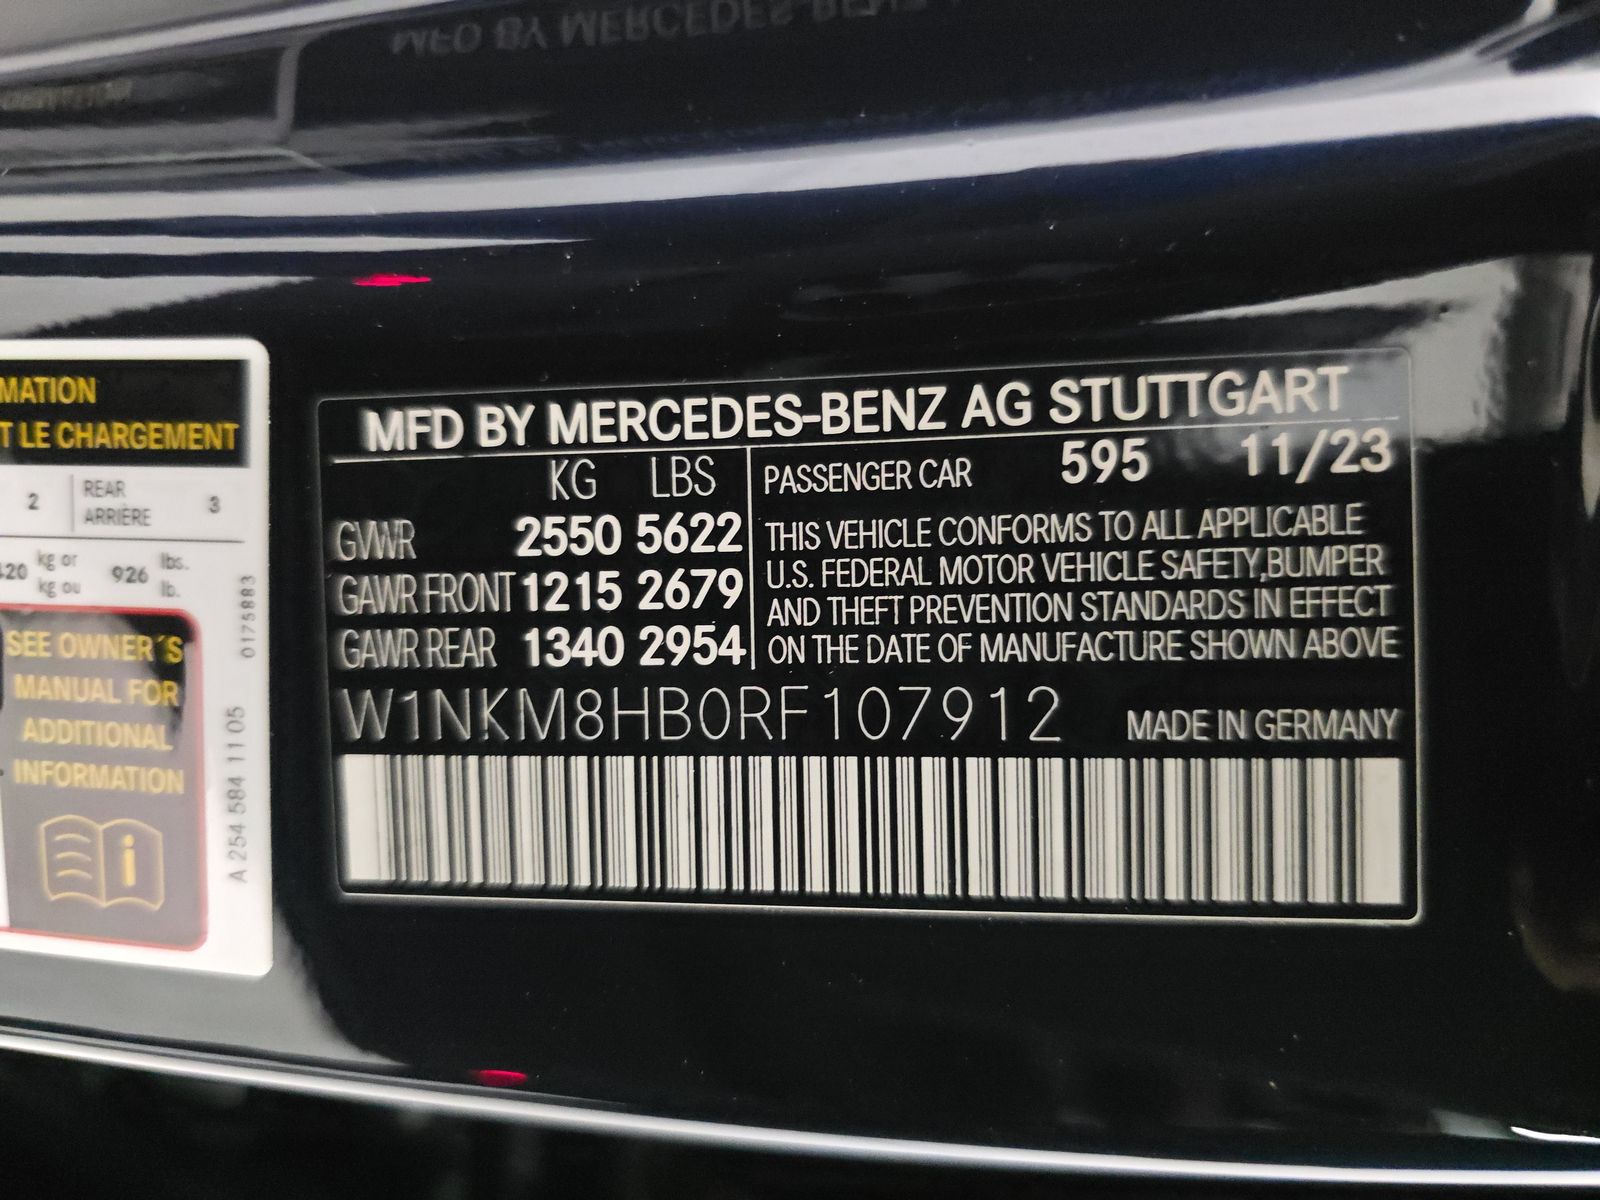 MFD BY MERCEDES-BENZ
MATION
T LE CHARGEMENT
2 REAR 3
ARRIÈRE
kg or 926 lbs.
kg ou lb.
0175883
SEE OWNER´S
MANUAL FOR
ADDITIONAL
INFORMATION
i
A 254 584 11 05
MFD BY MERCEDES-BENZ AG STUTTGART
KG LBS
GVWR 2550 5622
GAWR FRONT 1215 2679
GAWR REAR 1340 2954
PASSENGER CAR 595 11/23
THIS VEHICLE CONFORMS TO ALL APPLICABLE
U.S. FEDERAL MOTOR VEHICLE SAFETY,BUMPER
AND THEFT PREVENTION STANDARDS IN EFFECT
ON THE DATE OF MANUFACTURE SHOWN ABOVE
W1NKM8HB0RF107912
MADE IN GERMANY